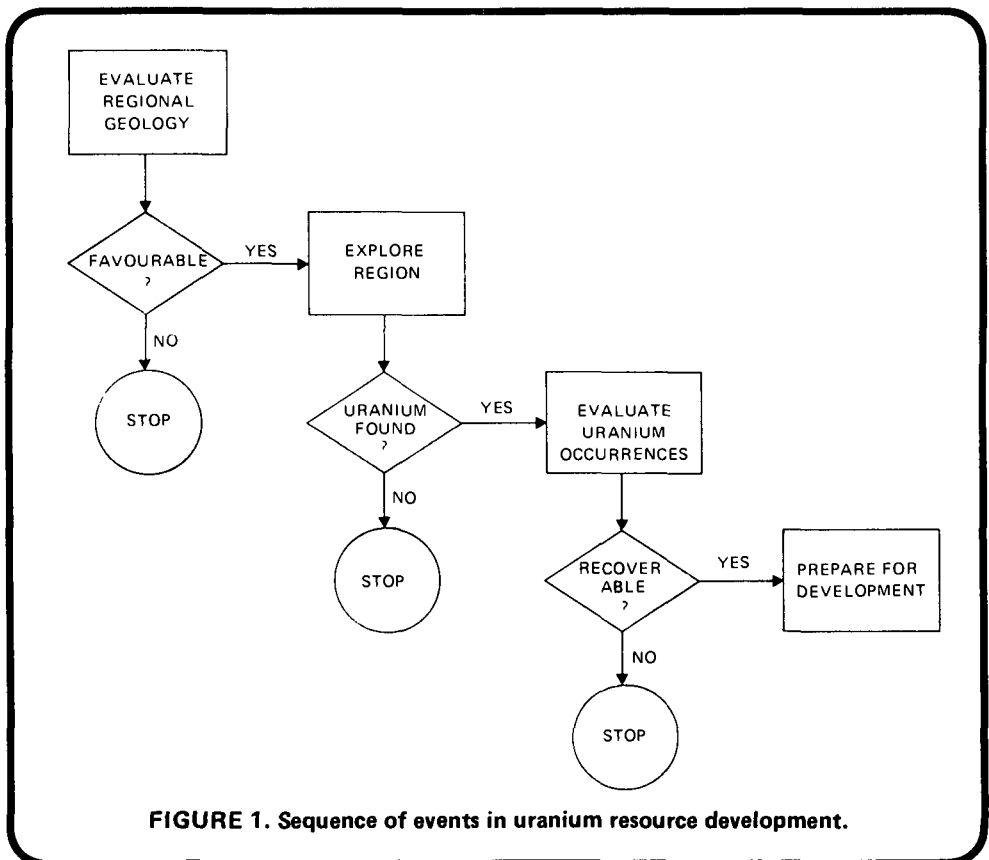 EVALUATE
REGIONAL
GEOLOGY
FAVOURABLE
?
YES
NO
STOP
EXPLORE
REGION
URANIUM
FOUND
?
YES
NO
STOP
EVALUATE
URANIUM
OCCURRENCES
RECOVER
ABLE
?
YES
NO
STOP
PREPARE FOR
DEVELOPMENT
FIGURE 1. Sequence of events in uranium resource development.